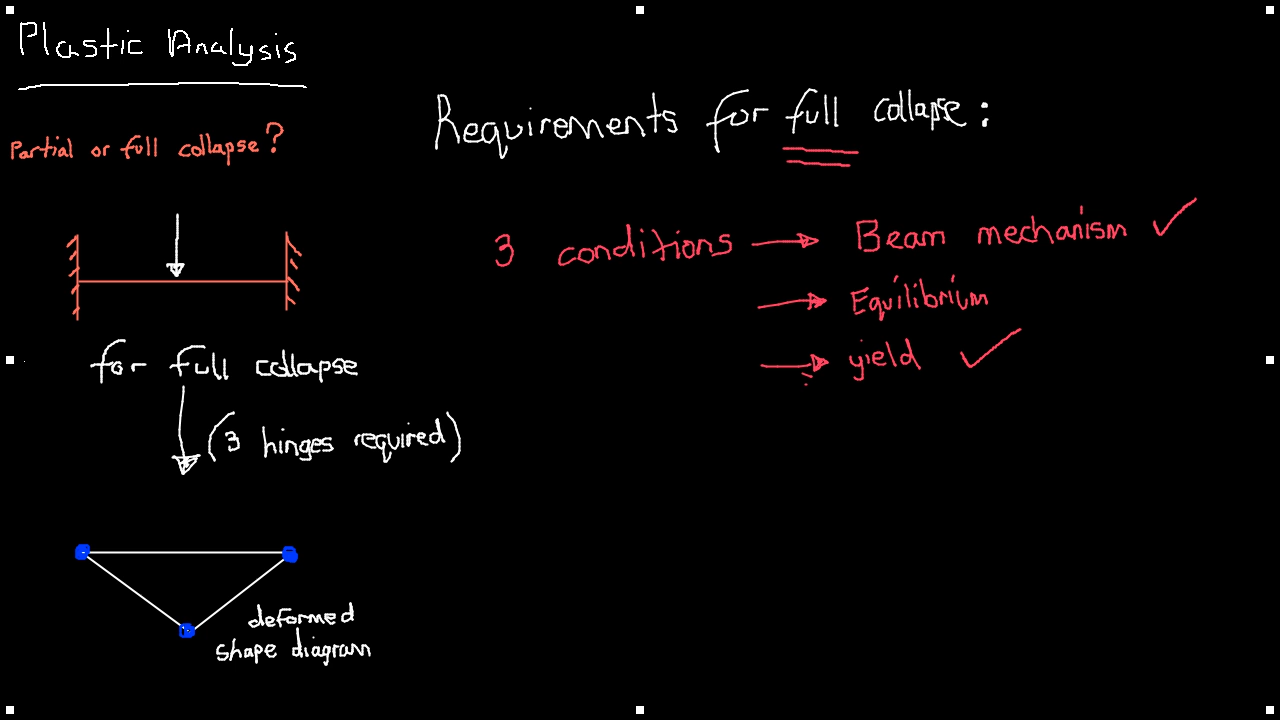 Plastic Analysis
Partial or full collapse?
for full collapse
(3 hinges required)
deformed
shape diagram
Requirements for full collapse:
3 conditions → Beam mechanism ✓
→ Equilibrium
→ yield ✓